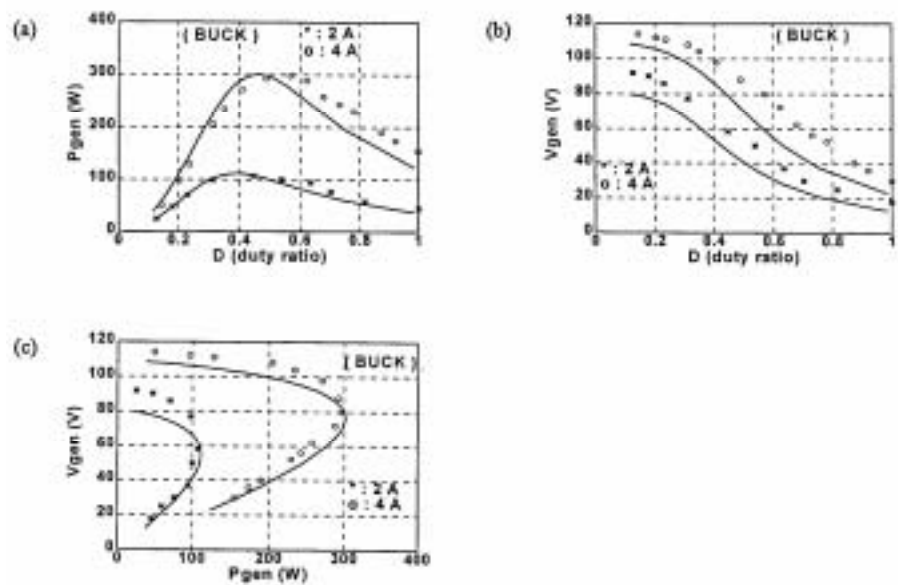 (a)
400
300
200
100
0
Pgen (W)
( BUCK )
* : 2 A
o : 4 A
0 0.2 0.4 0.6 0.8 1
D (duty ratio)
(b)
120
100
80
60
40
20
0
Vgen (V)
( BUCK )
* : 2 A
o : 4 A
0 0.2 0.4 0.6 0.8 1
D (duty ratio)
(c)
120
100
80
60
40
20
0
Vgen (V)
( BUCK )
* : 2 A
o : 4 A
0 100 200 300 400
Pgen (W)